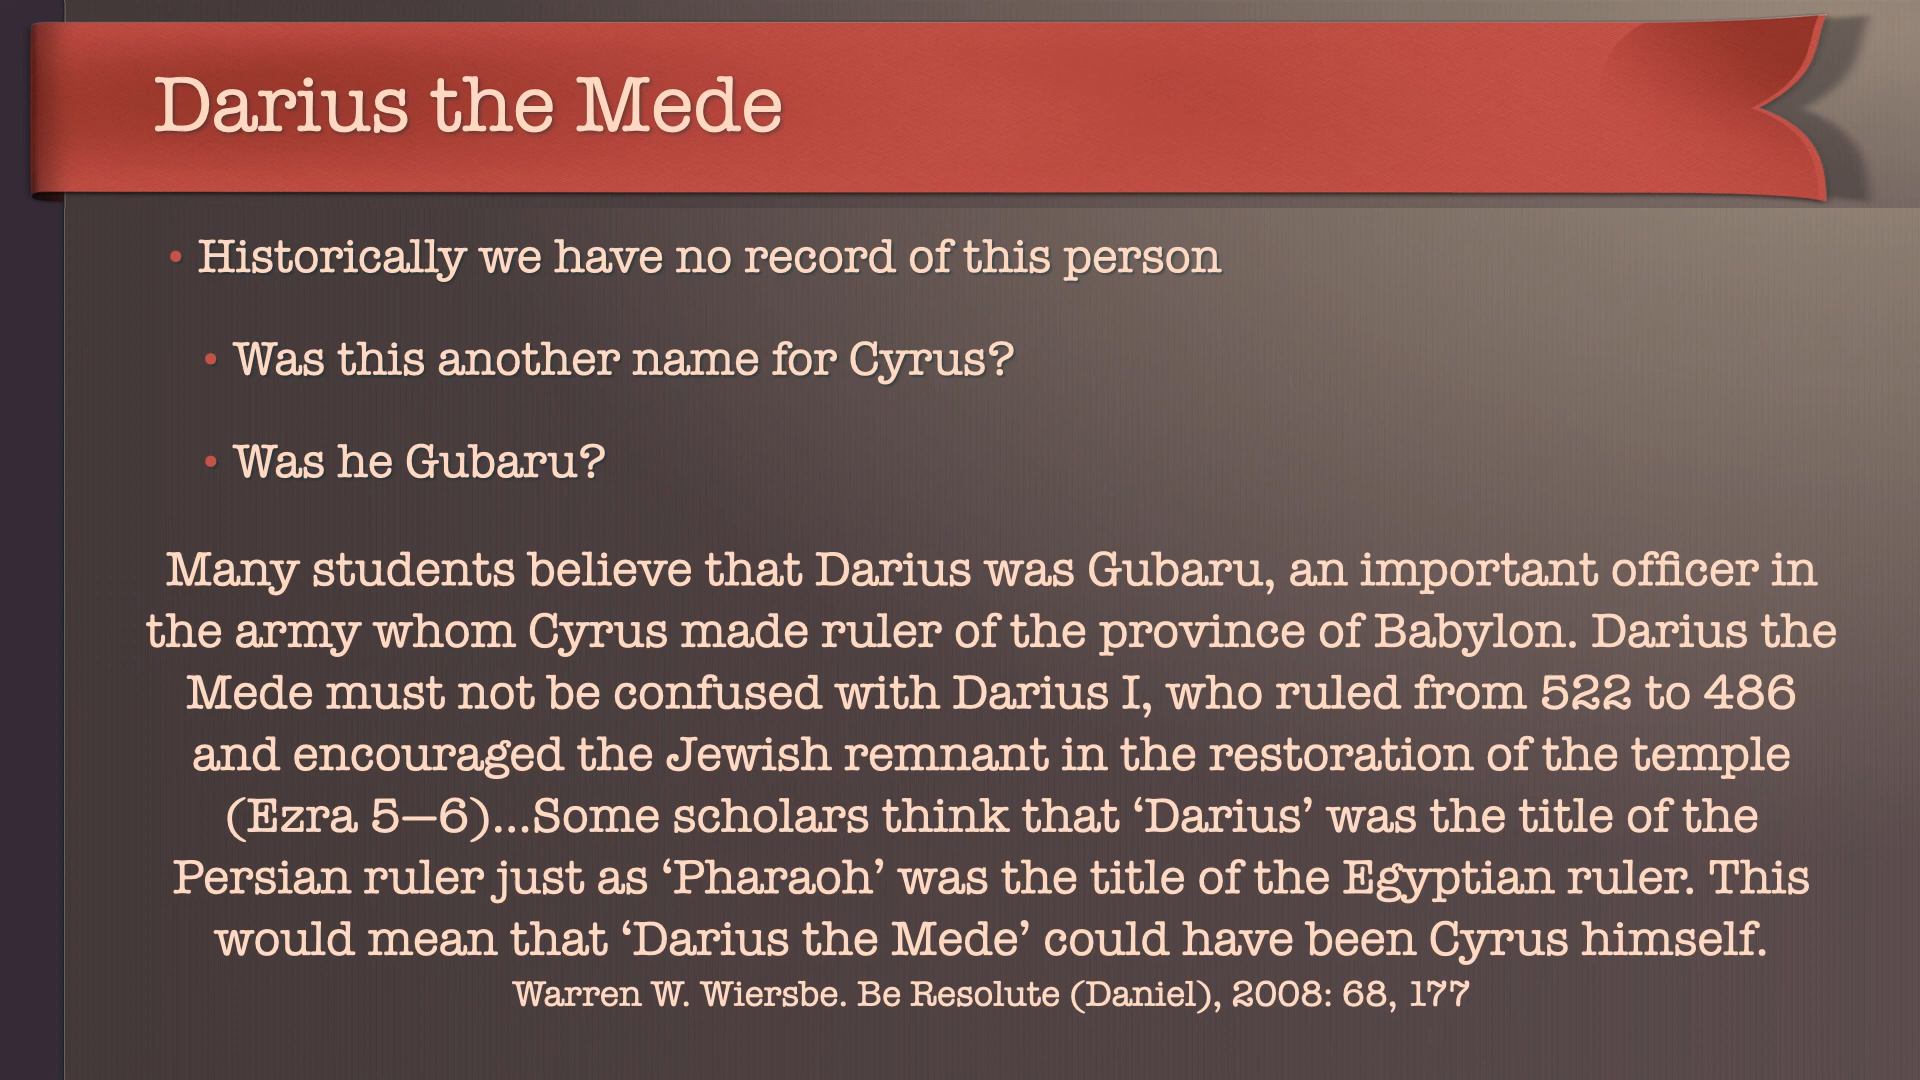 Darius the Mede
• Historically we have no record of this person
• Was this another name for Cyrus?
• Was he Gubaru?
Many students believe that Darius was Gubaru, an important officer in
the army whom Cyrus made ruler of the province of Babylon. Darius the
Mede must not be confused with Darius I, who ruled from 522 to 486
and encouraged the Jewish remnant in the restoration of the temple
(Ezra 5–6)...Some scholars think that ‘Darius’ was the title of the
Persian ruler just as ‘Pharaoh’ was the title of the Egyptian ruler. This
would mean that ‘Darius the Mede’ could have been Cyrus himself.
Warren W. Wiersbe. Be Resolute (Daniel), 2008: 68, 177